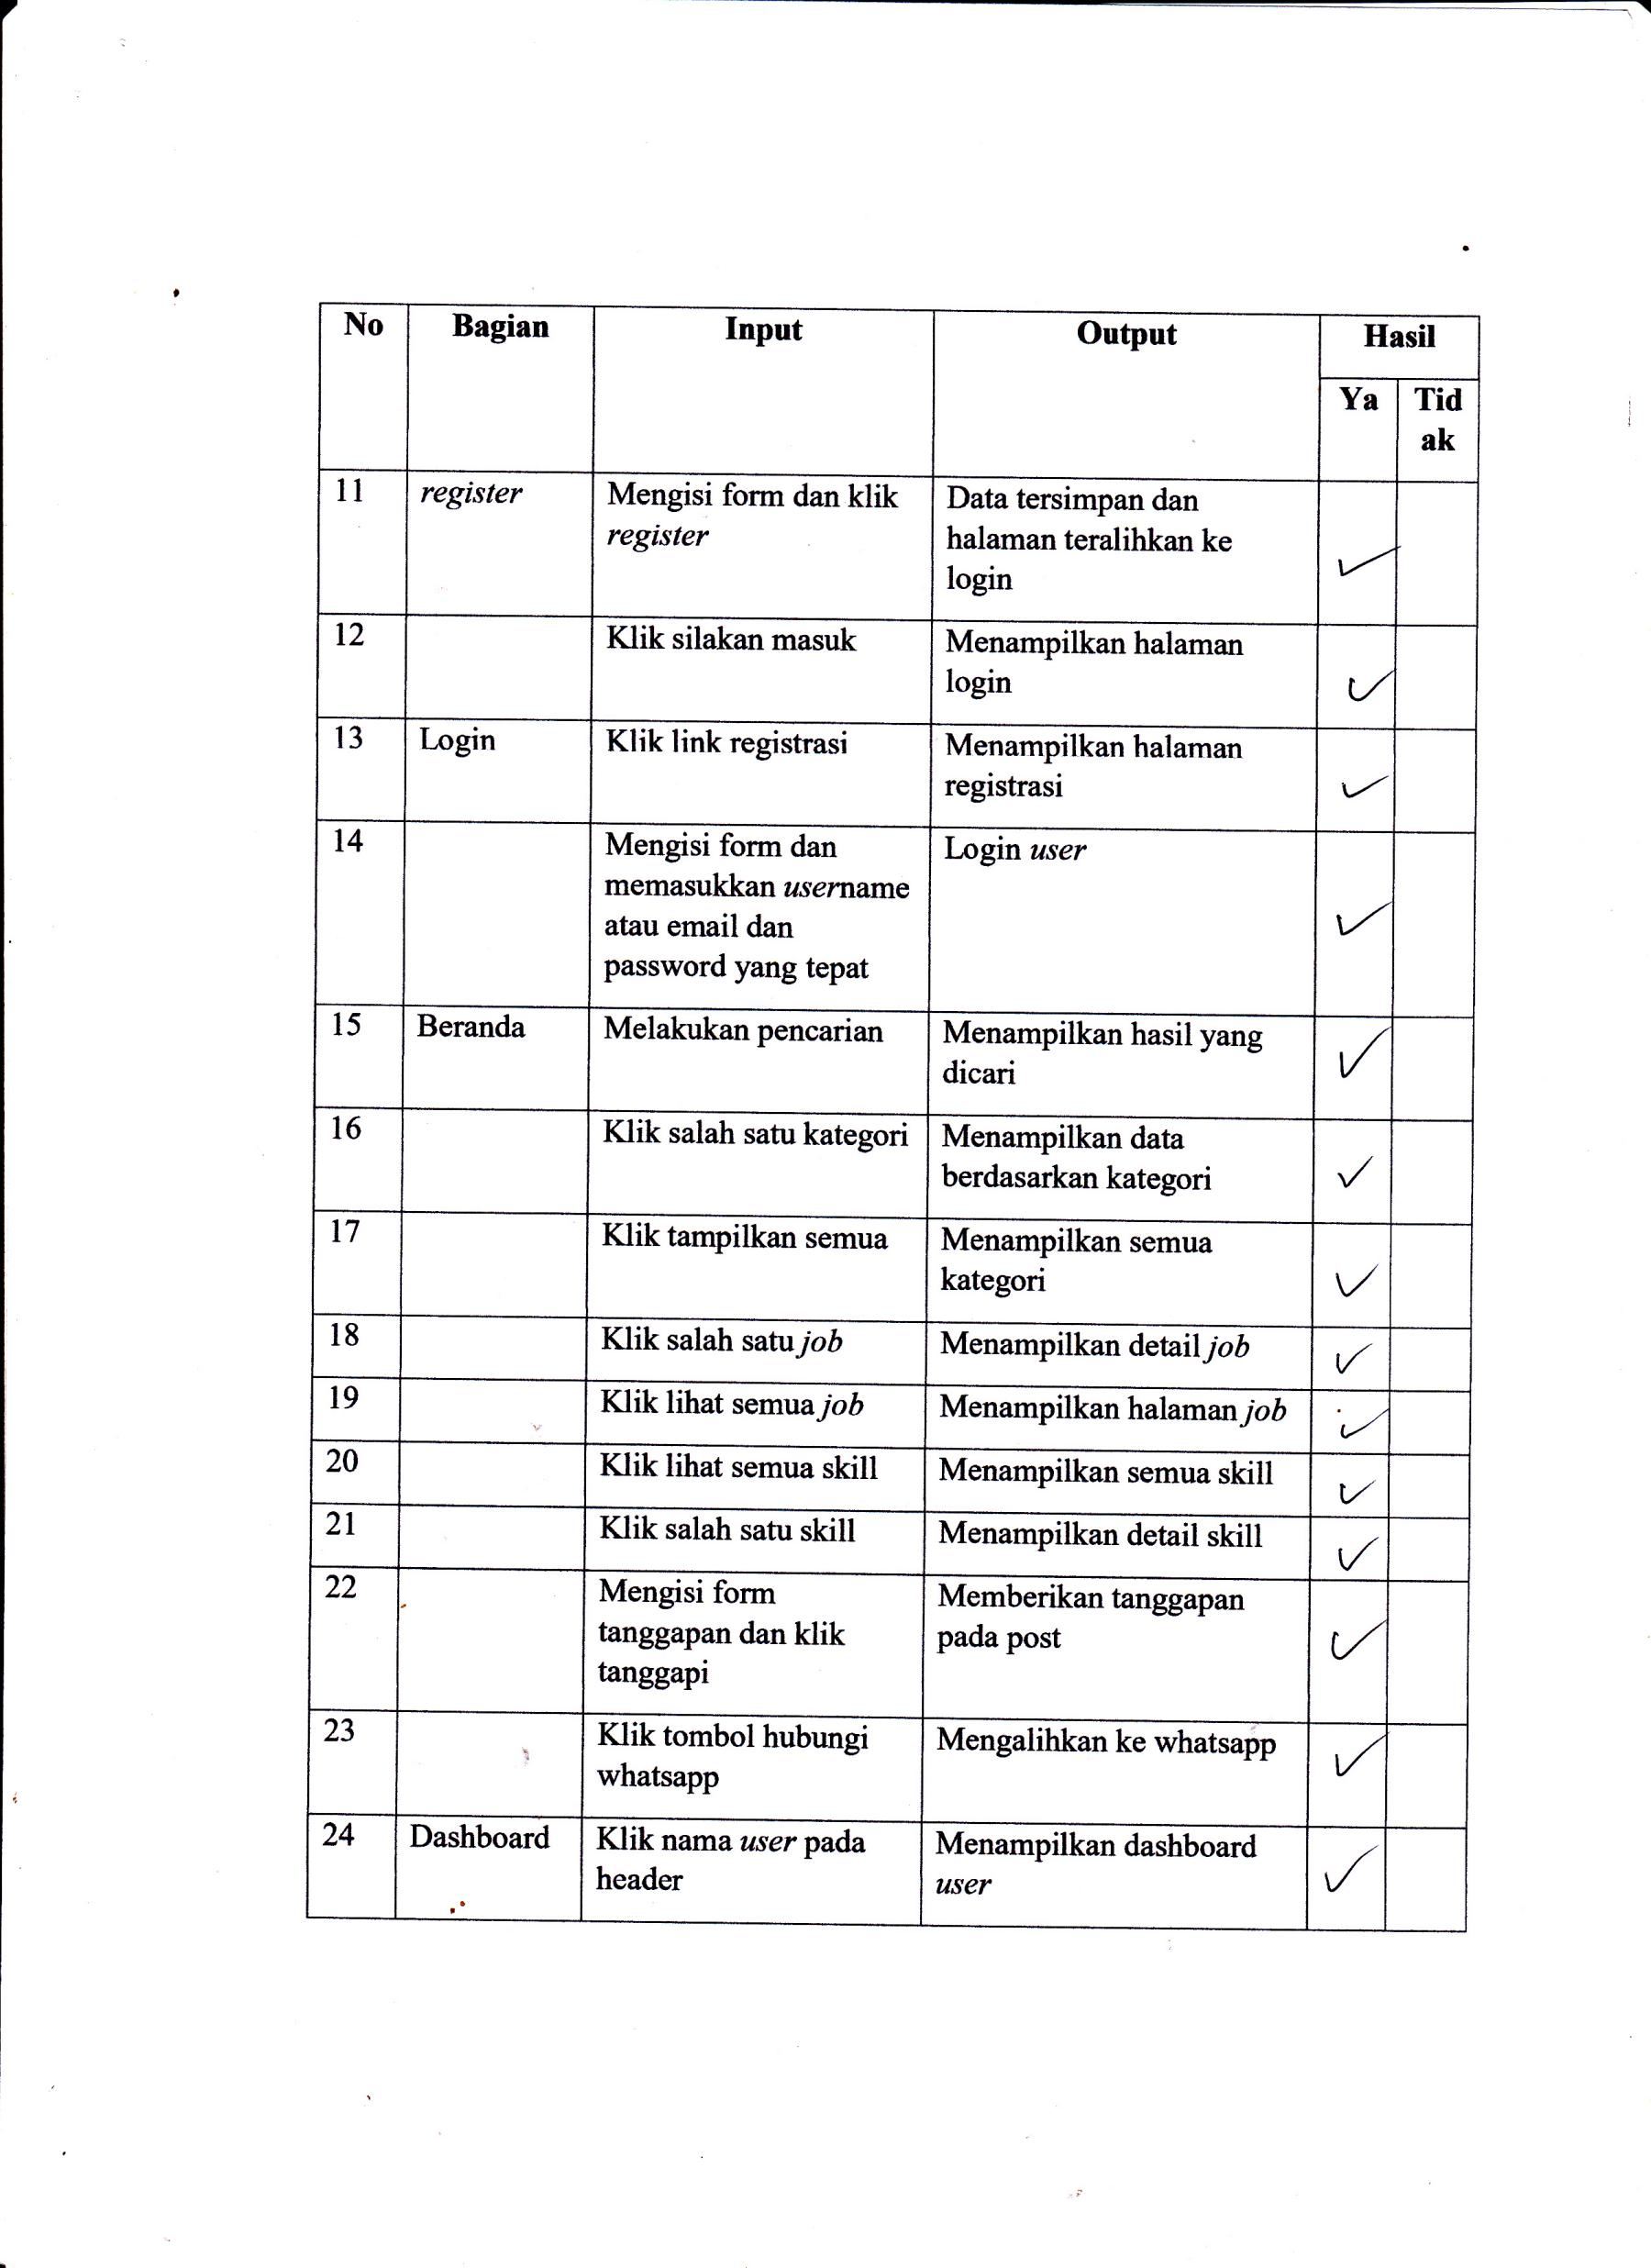 No Bagian Input Output Hasil
Ya Tid
ak
11 register Mengisi form dan klik Data tersimpan dan
register halaman teralihkan ke
login ✓
12 Klik silakan masuk Menampilkan halaman
login ✓
13 Login Klik link registrasi Menampilkan halaman
registrasi ✓
14 Mengisi form dan Login user
memasukkan username
atau email dan ✓
password yang tepat
15 Beranda Melakukan pencarian Menampilkan hasil yang
dicari ✓
16 Klik salah satu kategori Menampilkan data
berdasarkan kategori ✓
17 Klik tampilkan semua Menampilkan semua
kategori ✓
18 Klik salah satu job Menampilkan detail job ✓
19 Klik lihat semua job Menampilkan halaman job ✓
20 Klik lihat semua skill Menampilkan semua skill ✓
21 Klik salah satu skill Menampilkan detail skill ✓
22 Mengisi form Memberikan tanggapan
tanggapan dan klik pada post ✓
tanggapi
23 Klik tombol hubungi Mengalihkan ke whatsapp ✓
whatsapp
24 Dashboard Klik nama user pada Menampilkan dashboard
header user ✓